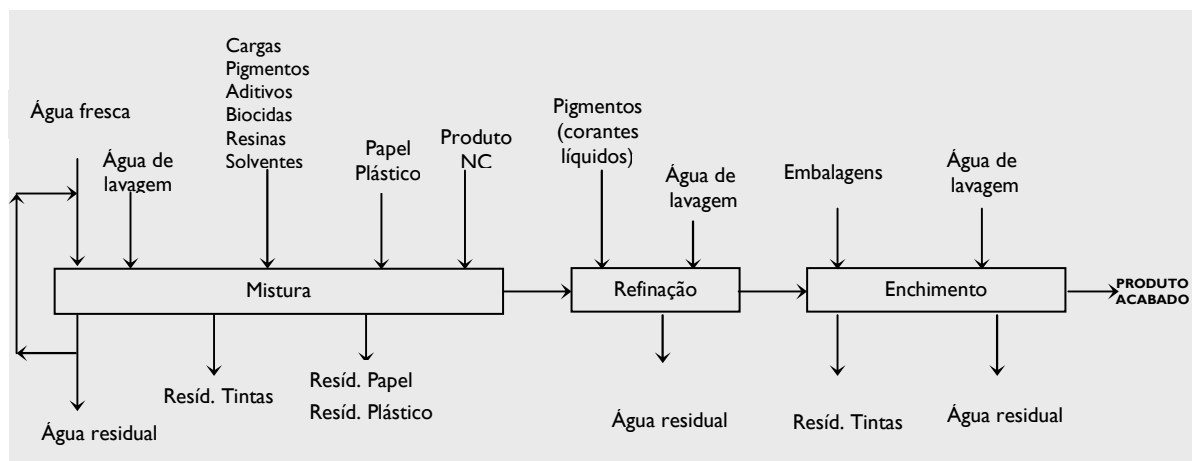 Água fresca
Água de
lavagem
Cargas
Pigmentos
Aditivos
Biocidas
Resinas
Solventes
Papel
Plástico
Produto
NC
Pigmentos
(corantes
líquidos)
Água de
lavagem
Embalagens
Água de
lavagem
Mistura
Refinação
Enchimento
PRODUTO
ACABADO
Água residual
Resíd. Tintas
Resíd. Papel
Resíd. Plástico
Água residual
Resíd. Tintas
Água residual